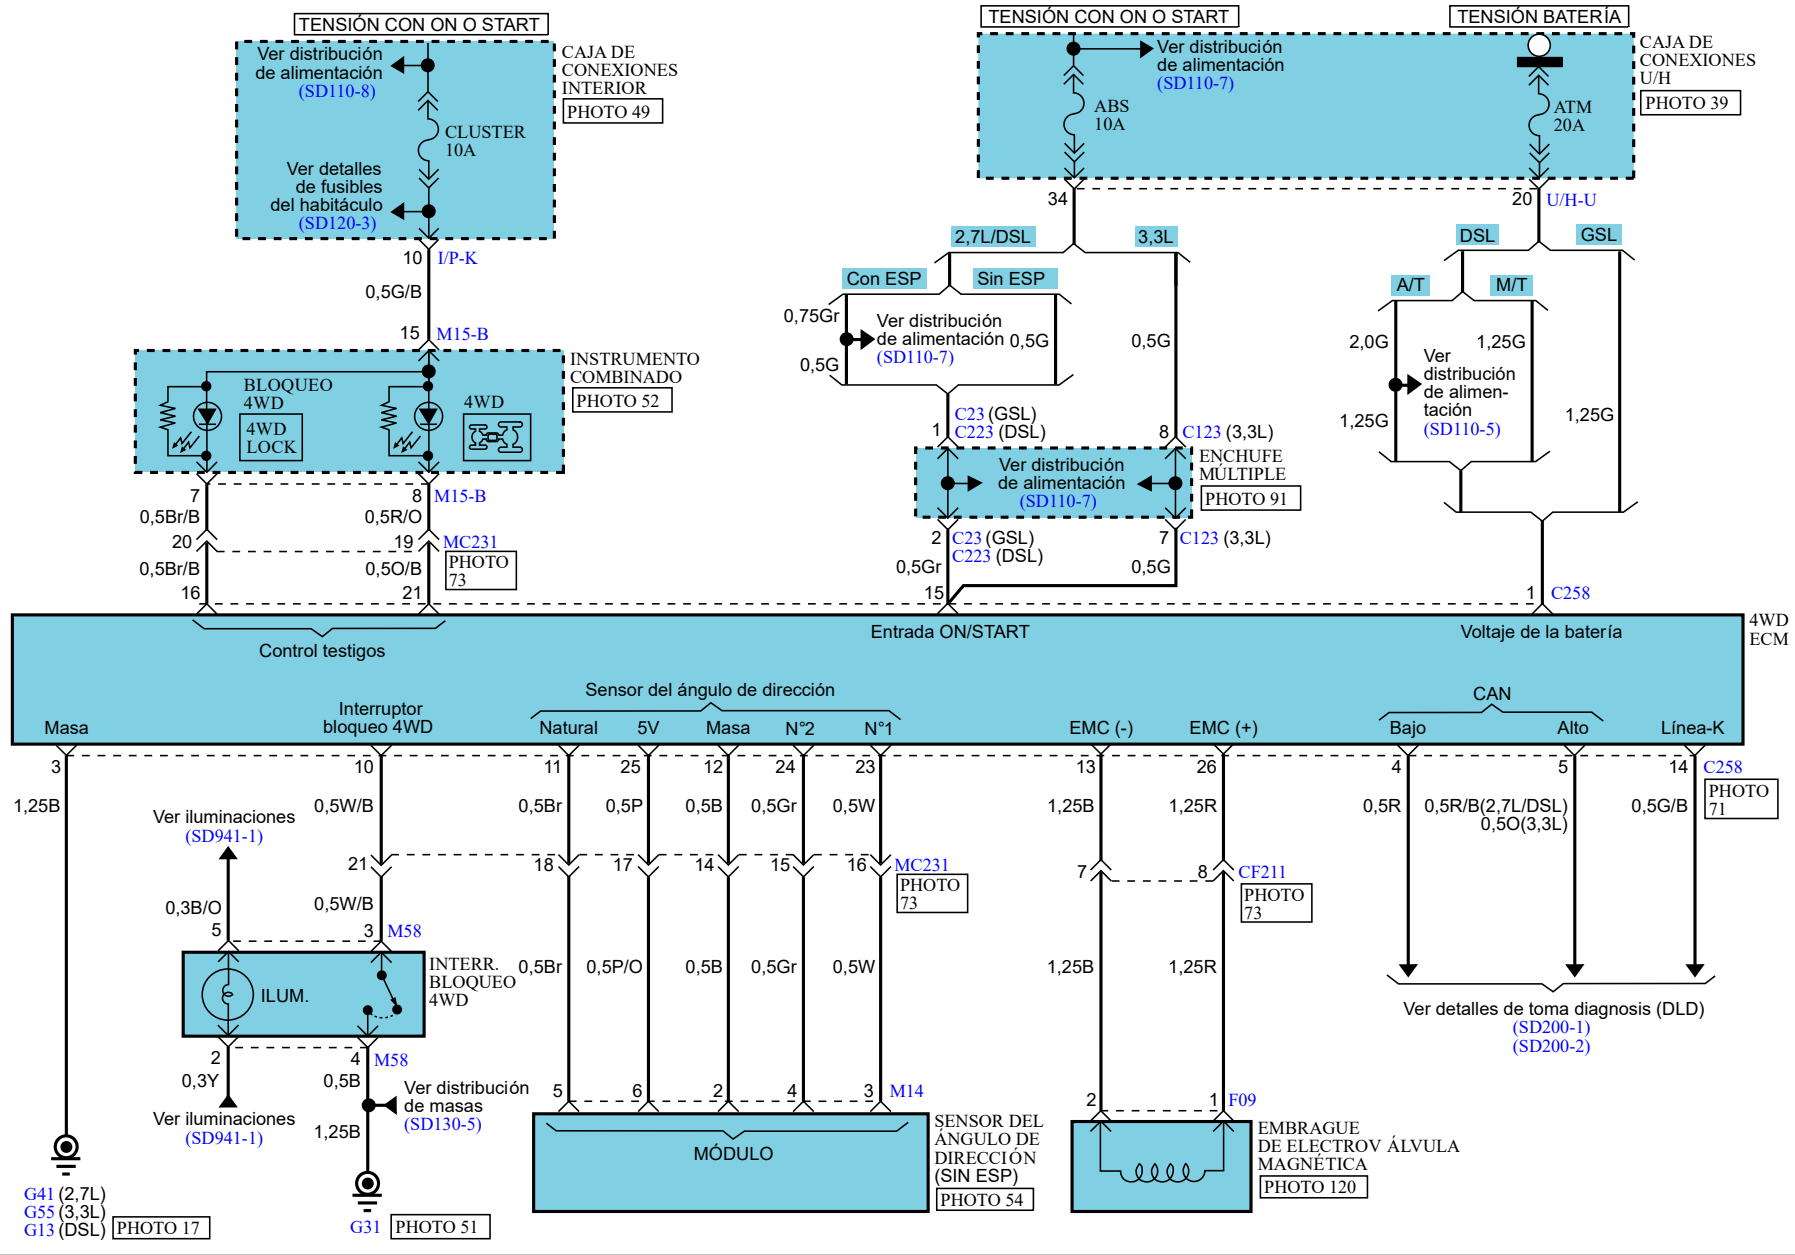 TENSIÓN CON ON O START
TENSIÓN CON ON O START
TENSIÓN BATERÍA
Ver distribución
de alimentación
(SD110-8)
CLUSTER
10A
Ver detalles
de fusibles
del habitáculo
(SD120-3)
CAJA DE
CONEXIONES
INTERIOR
PHOTO 49
Ver distribución
de alimentación
(SD110-7)
ABS
10A
ATM
20A
CAJA DE
CONEXIONES
U/H
PHOTO 39
10 I/P-K
0,5G/B
15 M15-B
34
20 U/H-U
2,7L/DSL
3,3L
DSL
GSL
Con ESP
Sin ESP
A/T
M/T
0,75Gr
Ver distribución
de alimentación
(SD110-7)
0,5G
0,5G
0,5G
2,0G
1,25G
Ver
distribución
de alimen-
tación
(SD110-5)
1,25G
1,25G
BLOQUEO
4WD
4WD
LOCK
4WD
INSTRUMENTO
COMBINADO
PHOTO 52
1 C23 (GSL)
C223 (DSL)
8 C123 (3,3L)
Ver distribución
de alimentación
(SD110-7)
ENCHUFE
MÚLTIPLE
PHOTO 91
7
8 M15-B
0,5Br/B
0,5R/O
20
19 MC231
PHOTO
73
0,5Br/B
0,5O/B
16
21
2 C23 (GSL)
C223 (DSL)
7 C123 (3,3L)
0,5Gr
0,5G
15
1 C258
Control testigos
Entrada ON/START
Voltaje de la batería
4WD
ECM
Sensor del ángulo de dirección
CAN
Masa
Interruptor
bloqueo 4WD
Natural
5V
Masa
N°2
N°1
EMC (-)
EMC (+)
Bajo
Alto
Línea-K
3
10
11
25
12
24
23
13
26
4
5
14 C258
PHOTO
71
1,25B
0,5W/B
0,5Br
0,5P
0,5B
0,5Gr
0,5W
1,25B
1,25R
0,5R
0,5R/B(2,7L/DSL)
0,5O(3,3L)
0,5G/B
Ver iluminaciones
(SD941-1)
21
18
17
14
15
16 MC231
PHOTO
73
7
8 CF211
PHOTO
73
0,3B/O
0,5W/B
5
3 M58
ILUM.
INTERR.
BLOQUEO
4WD
0,5Br
0,5P/O
0,5B
0,5Gr
0,5W
1,25B
1,25R
Ver detalles de toma diagnosis (DLD)
(SD200-1)
(SD200-2)
2
4 M58
0,3Y
0,5B
Ver distribución
de masas
(SD130-5)
Ver iluminaciones
(SD941-1)
1,25B
5
6
2
4
3 M14
2
1 F09
MÓDULO
SENSOR DEL
ÁNGULO DE
DIRECCIÓN
(SIN ESP)
PHOTO 54
EMBRAGUE
DE ELECTROV ÁLVULA
MAGNÉTICA
PHOTO 120
G41 (2,7L)
G55 (3,3L)
G13 (DSL) PHOTO 17
G31 PHOTO 51